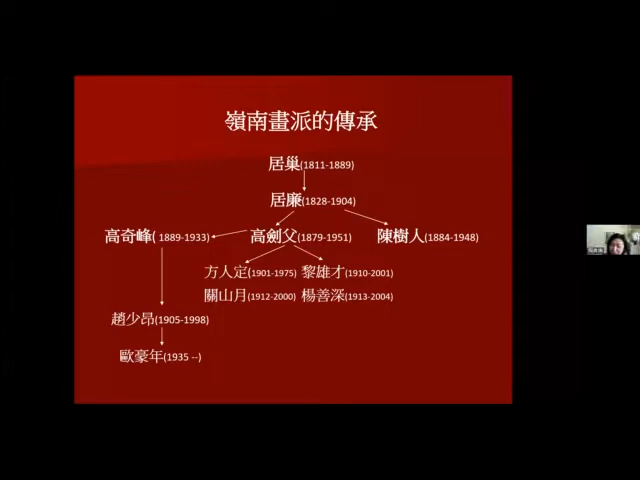 嶺南畫派的傳承
居巢(1811-1889)
居廉(1828-1904)
高奇峰( 1889-1933) 高劍父(1879-1951) 陳樹人(1884-1948)
方人定(1901-1975) 黎雄才(1910-2001)
關山月(1912-2000) 楊善深(1913-2004)
趙少昂(1905-1998)
歐豪年(1935 --)